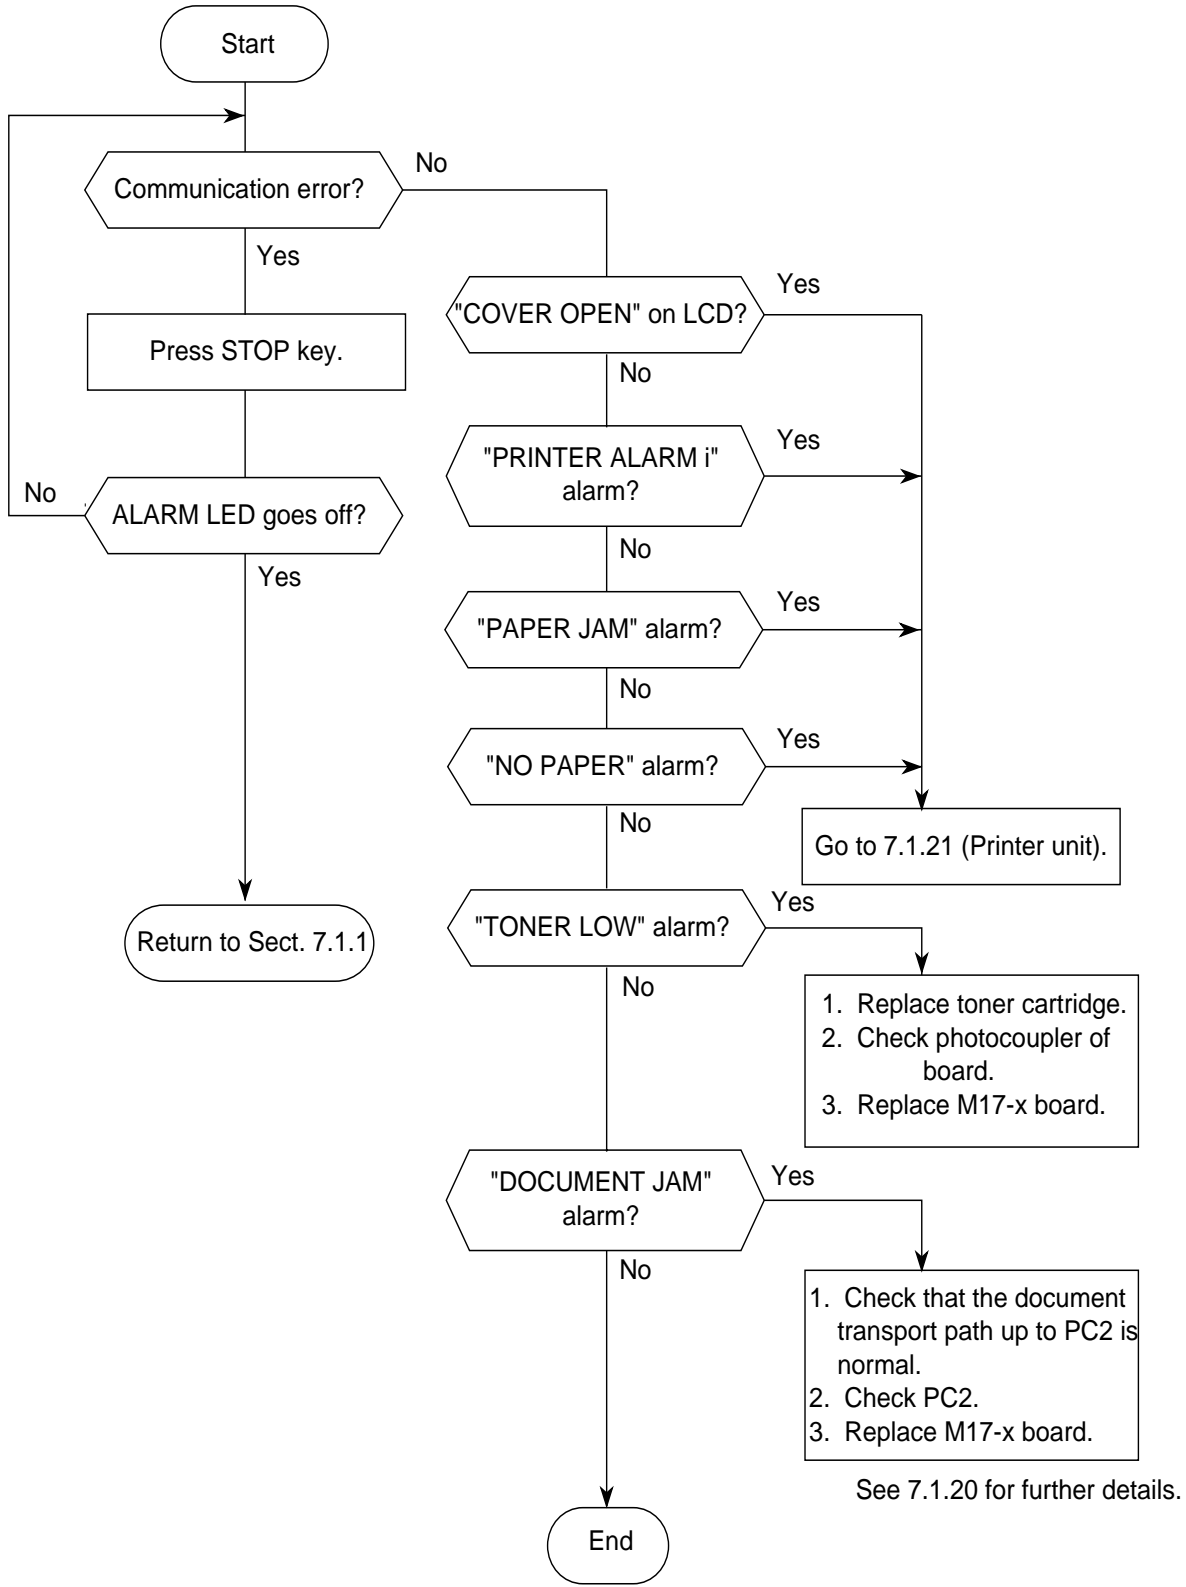 Start
No
Communication error?
Yes
Press STOP key.
No
ALARM LED goes off?
Yes
Return to Sect. 7.1.1
Yes
"COVER OPEN" on LCD?
No
Yes
"PRINTER ALARM i"
alarm?
No
Yes
"PAPER JAM" alarm?
No
Yes
"NO PAPER" alarm?
No
Go to 7.1.21 (Printer unit).
Yes
"TONER LOW" alarm?
No
1. Replace toner cartridge.
2. Check photocoupler of
board.
3. Replace M17-x board.
Yes
"DOCUMENT JAM"
alarm?
No
1. Check that the document
transport path up to PC2 is
normal.
2. Check PC2.
3. Replace M17-x board.
See 7.1.20 for further details.
End